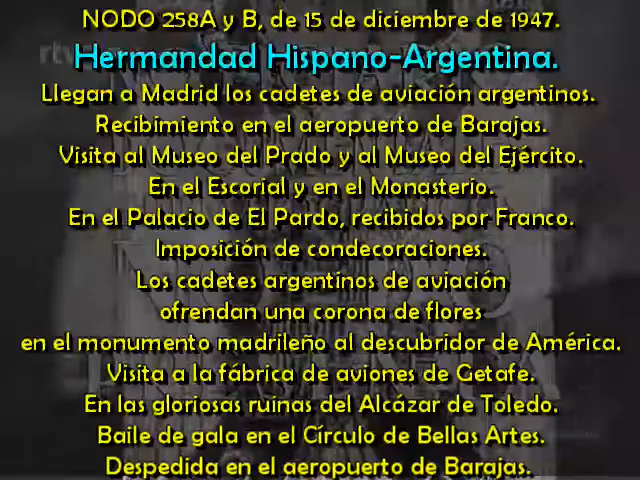 NODO 258A y B, de 15 de diciembre de 1947.
Hermandad Hispano-Argentina.
Llegan a Madrid los cadetes de aviación argentinos.
Recibimiento en el aeropuerto de Barajas.
Visita al Museo del Prado y al Museo del Ejército.
En el Escorial y en el Monasterio.
En el Palacio de El Pardo, recibidos por Franco.
Imposición de condecoraciones.
Los cadetes argentinos de aviación
ofrendan una corona de flores
en el monumento madrileño al descubridor de América.
Visita a la fábrica de aviones de Getafe.
En las gloriosas ruinas del Alcázar de Toledo.
Baile de gala en el Círculo de Bellas Artes.
Despedida en el aeropuerto de Barajas.